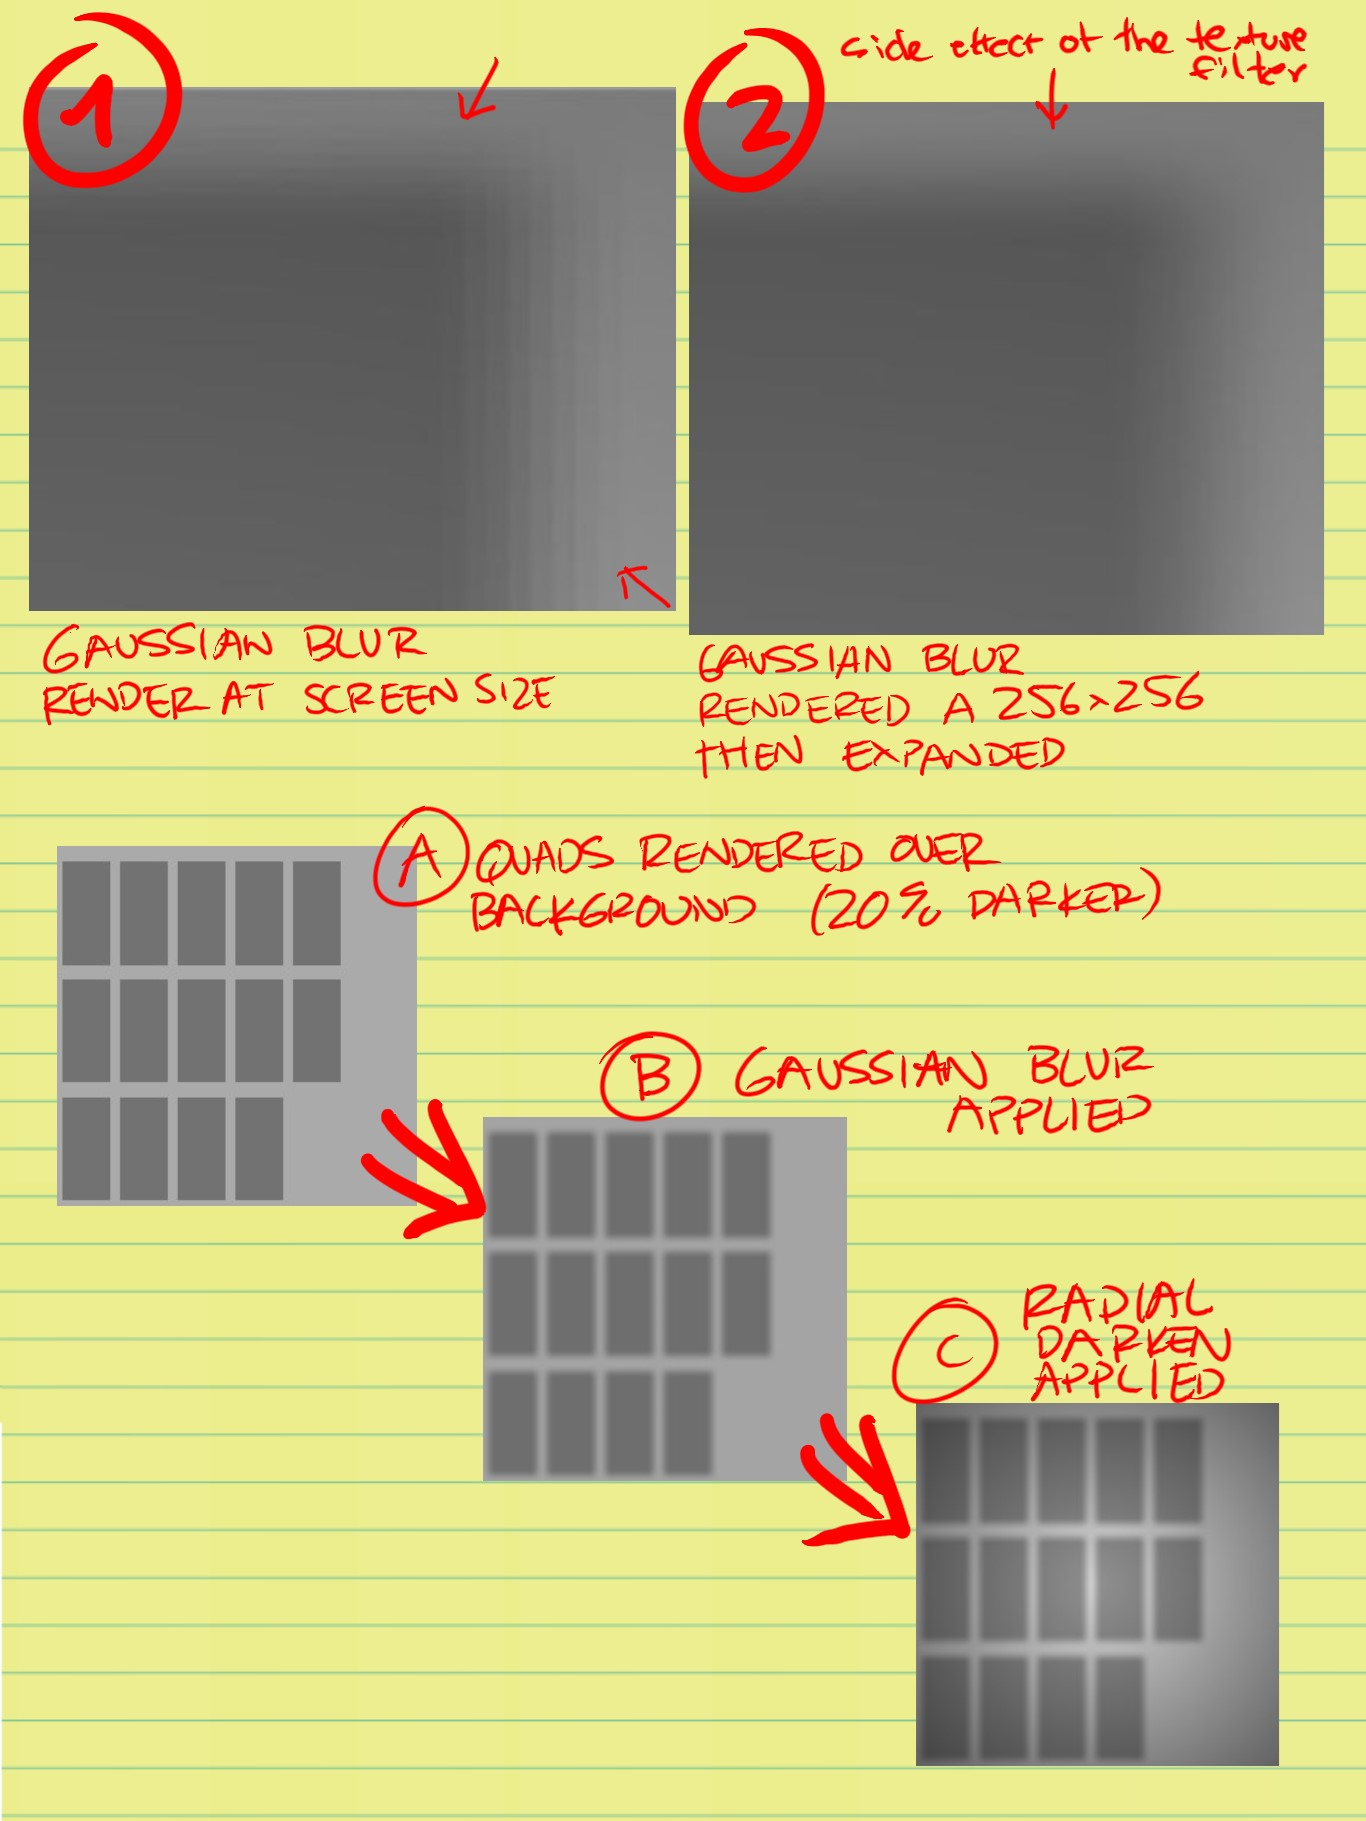 1
2
side effect of the texture
filter
GAUSSIAN BLUR
RENDER AT SCREEN SIZE
GAUSSIAN BLUR
RENDERED A 256x256
THEN EXPANDED
A QUADS RENDERED OVER
BACKGROUND (20% DARKER)
B GAUSSIAN BLUR
APPLIED
C RADIAL
DARKEN
APPLIED